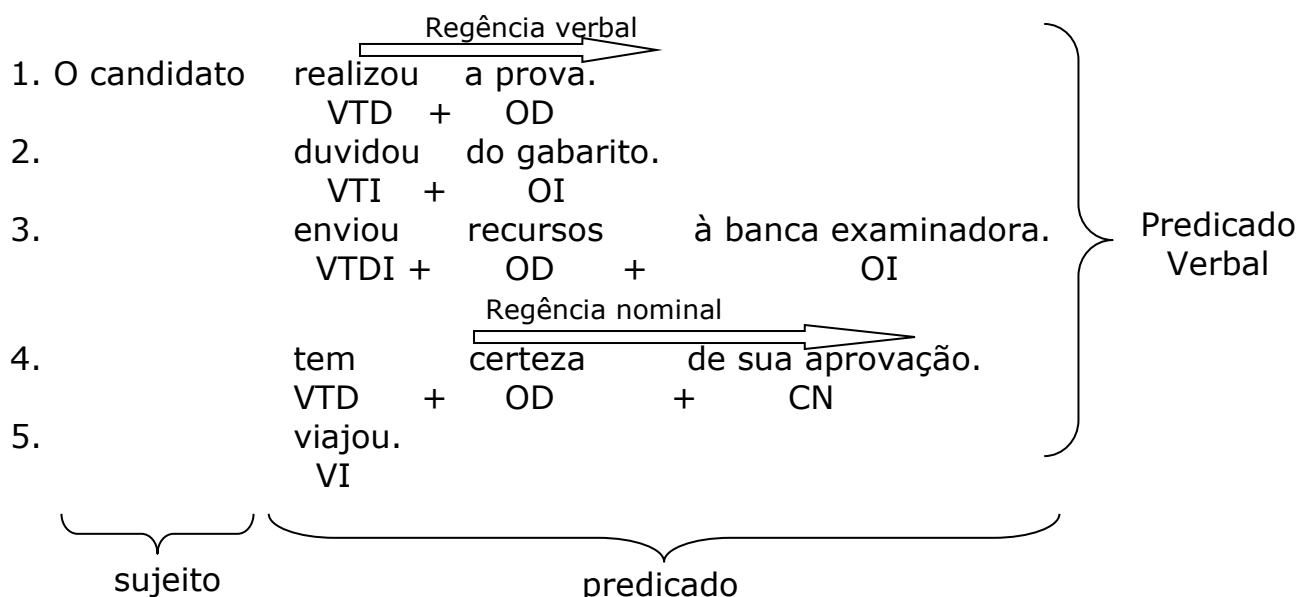 Regência verbal
1. O candidato realizou a prova.
VTD + OD
2. duvidou do gabarito.
VTI + OI
3. enviou recursos à banca examinadora.
VTDI + OD + OI
Predicado
Verbal
Regência nominal
4. tem certeza de sua aprovação.
VTD + OD + CN
5. viajou.
VI
sujeito predicado